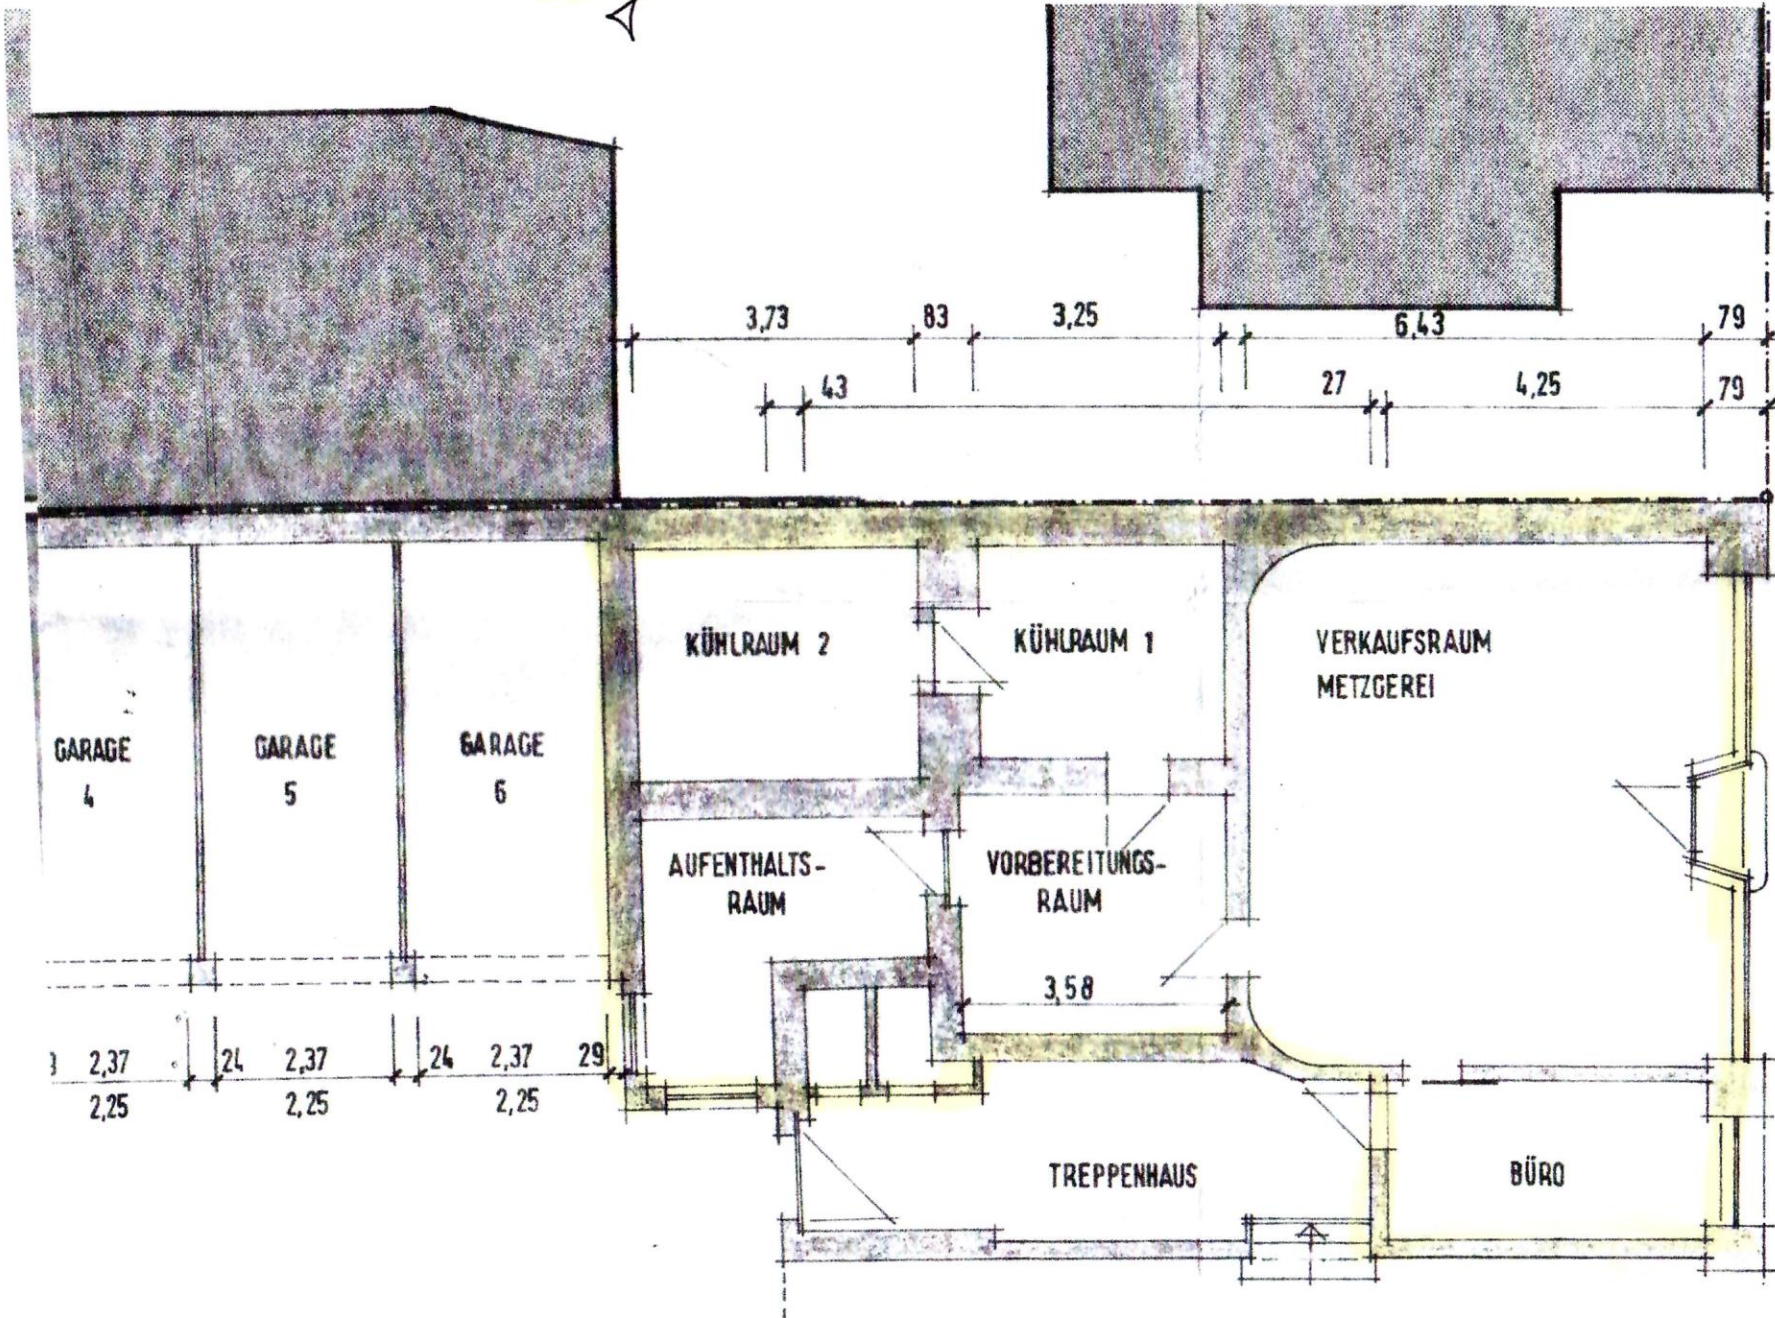 3,73 83 3,25 6,43 79
43 27 4,25 79
KÜHLRAUM 2
KÜHLRAUM 1
VERKAUFSRAUM
METZGEREI
GARAGE
4
GARAGE
5
GARAGE
6
AUFENTHALTS-
RAUM
VORBEREITUNGS-
RAUM
3,58
2,37 24 2,37 24 2,37 29
2,25 2,25 2,25
TREPPENHAUS
BÜRO